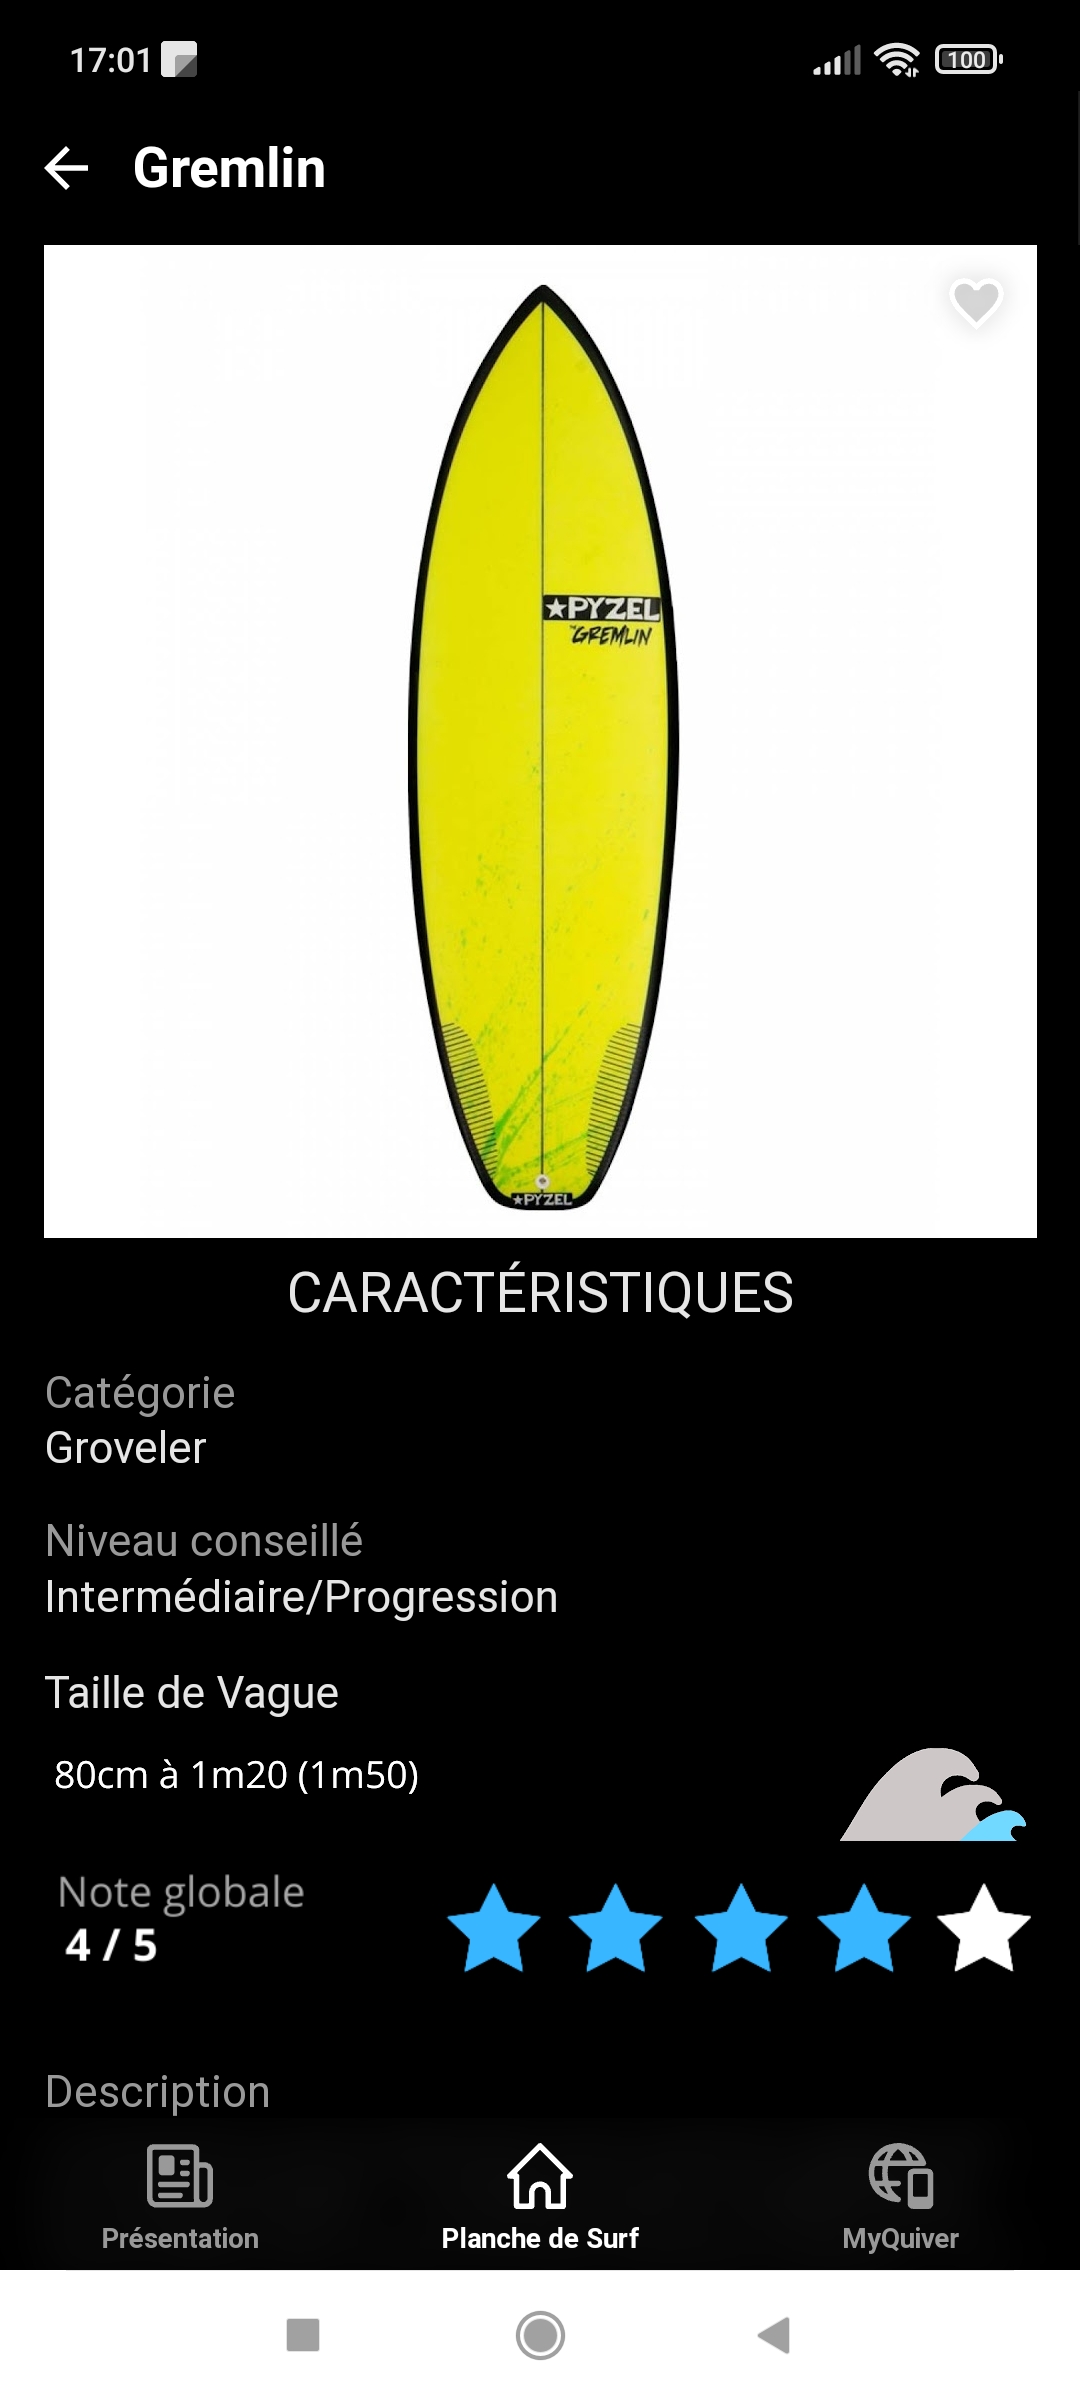 17:01
100
Gremlin
★PYZEL
THE GREMLIN
★PYZEL
CARACTÉRISTIQUES
Catégorie
Groveler
Niveau conseillé
Intermédiaire/Progression
Taille de Vague
80cm à 1m20 (1m50)
Note globale
4 / 5
Description
Présentation
Planche de Surf
MyQuiver